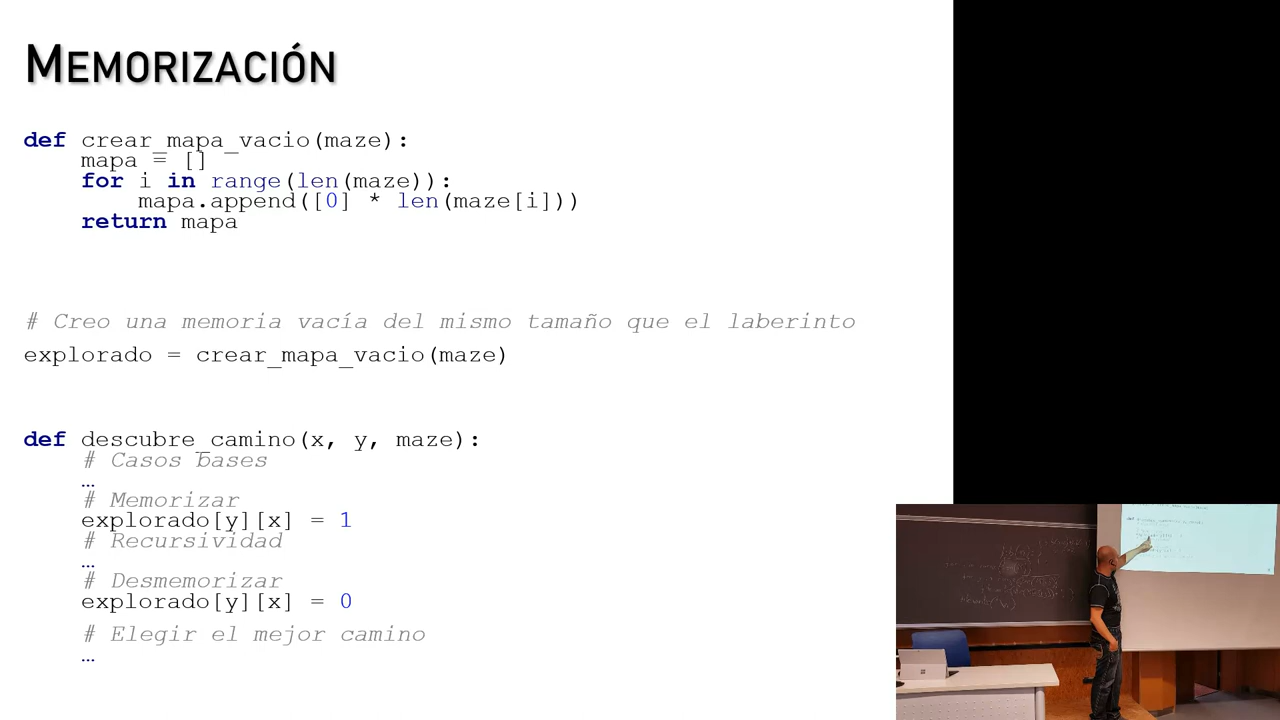 MEMORIZACIÓN
def crear_mapa_vacio(maze):
mapa = []
for i in range(len(maze)):
mapa.append([0] * len(maze[i]))
return mapa
# Creo una memoria vacía del mismo tamaño que el laberinto
explorado = crear_mapa_vacio(maze)
def descubre_camino(x, y, maze):
# Casos bases
…
# Memorizar
explorado[y][x] = 1
# Recursividad
…
# Desmemorizar
explorado[y][x] = 0
# Elegir el mejor camino
…